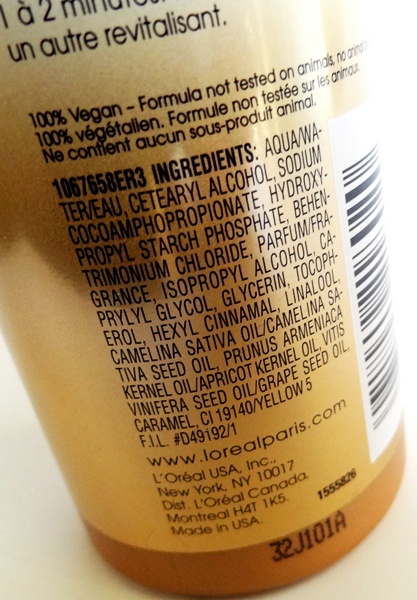 1 à 2 minutes.
un autre revitalisant.
100% Vegan – Formula not tested on animals, no animal
100% végétalien. Formule non testée sur les animaux.
Ne contient aucun sous-produit animal.
1067658ER3 INGREDIENTS: AQUA/WA-
TER/EAU, CETEARYL ALCOHOL, SODIUM
COCOAMPHOPROPIONATE, HYDROXY-
PROPYL STARCH PHOSPHATE, BEHEN-
TRIMONIUM CHLORIDE, PARFUM/FRA-
GRANCE, ISOPROPYL ALCOHOL, CA-
PRYLYL GLYCOL, GLYCERIN, TOCOPH-
EROL, HEXYL CINNAMAL, LINALOOL,
CAMELINA SATIVA OIL/CAMELINA SA-
TIVA SEED OIL, PRUNUS ARMENIACA
KERNEL OIL/APRICOT KERNEL OIL, VITIS
VINIFERA SEED OIL/GRAPE SEED OIL,
CARAMEL, CI 19140/YELLOW 5
F.I.L. #D49192/1
www.lorealparis.com
L'Oréal USA, Inc.,
New York, NY 10017
Dist. L'Oréal Canada,
Montreal H4T 1K5.
Made in USA.
1555826
32J101A